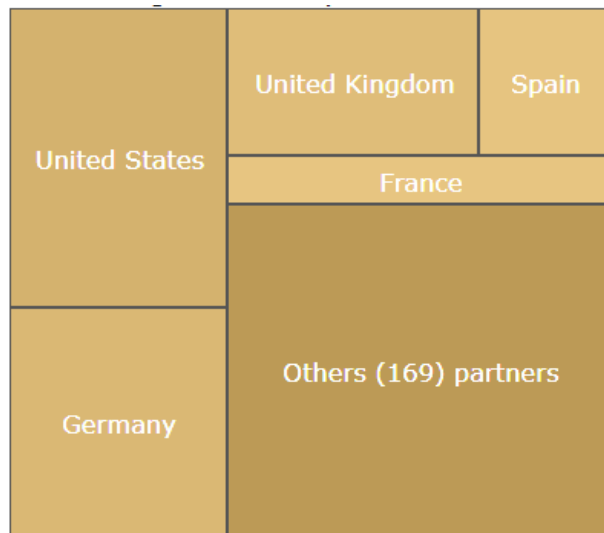 United States
United Kingdom
Spain
France
Others (169) partners
Germany